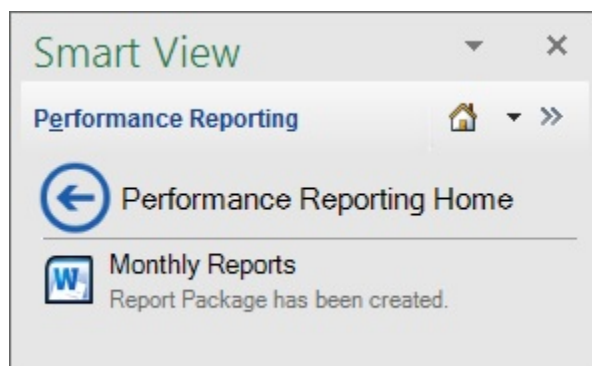 Smart View
Performance Reporting
Performance Reporting Home
Monthly Reports
Report Package has been created.